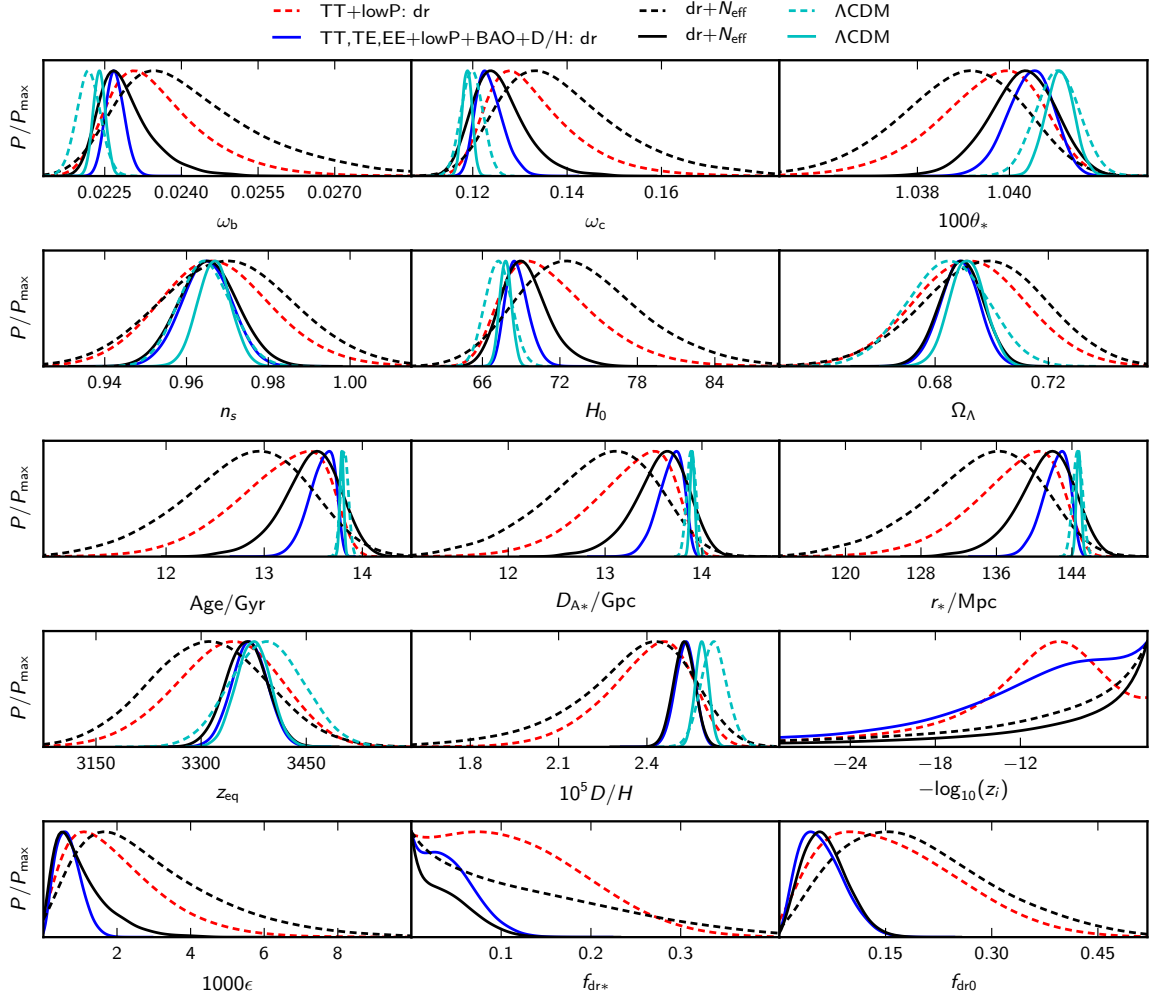 TT+lowP: dr dr+N_eff ΛCDM
TT,TE,EE+lowP+BAO+D/H: dr dr+N_eff ΛCDM
P/P_max
0.0225 0.0240 0.0255 0.0270 0.12 0.14 0.16 1.038 1.040
ω_b ω_c 100θ_*
P/P_max
0.94 0.96 0.98 1.00 66 72 78 84 0.68 0.72
n_s H_0 Ω_Λ
P/P_max
12 13 14 12 13 14 120 128 136 144
Age/Gyr D_A*/Gpc r_*/Mpc
P/P_max
3150 3300 3450 1.8 2.1 2.4 −24 −18 −12
z_eq 10^5 D/H −log_10(z_i)
P/P_max
2 4 6 8 0.1 0.2 0.3 0.15 0.30 0.45
1000ϵ f_dr* f_dr0